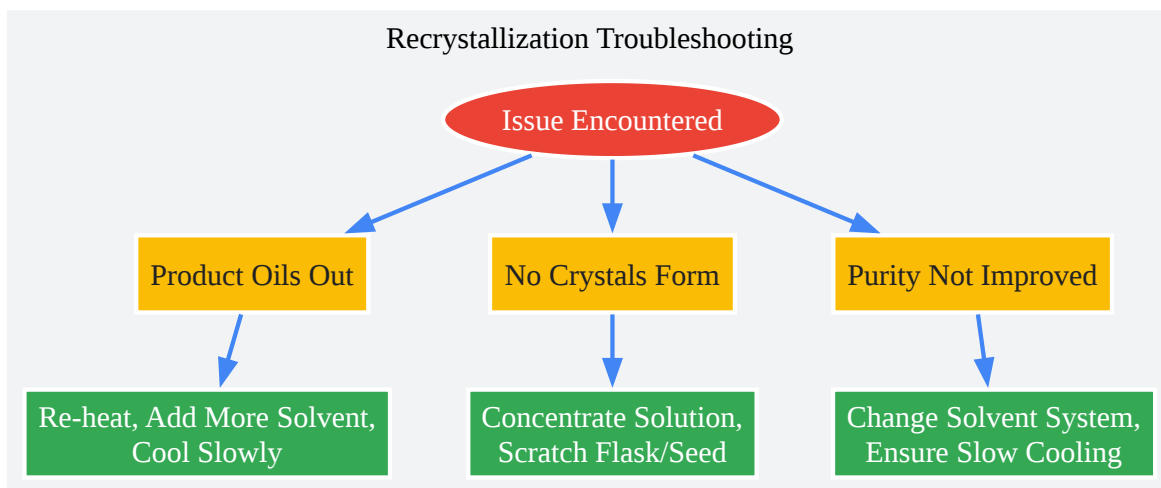 Recrystallization Troubleshooting
Issue Encountered
Product Oils Out
No Crystals Form
Purity Not Improved
Re-heat, Add More Solvent,
Cool Slowly
Concentrate Solution,
Scratch Flask/Seed
Change Solvent System,
Ensure Slow Cooling